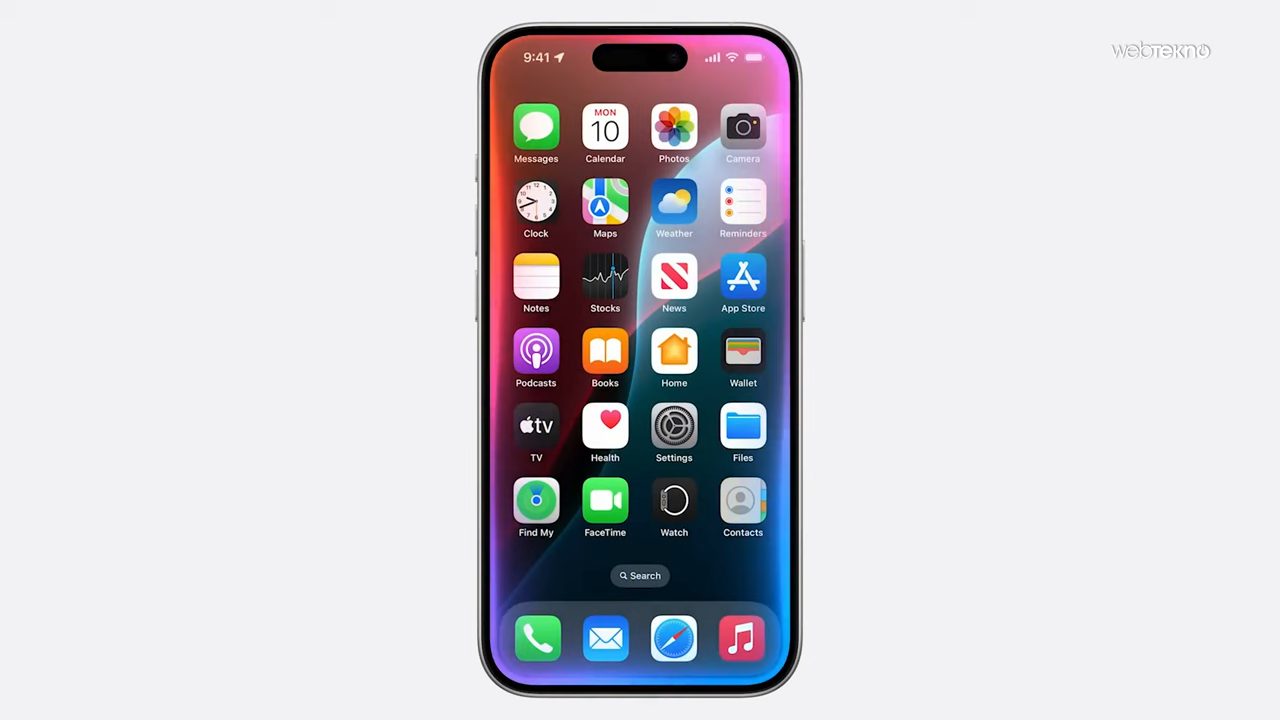 webtekno
9:41
MON
10
Messages Calendar Photos Camera
Clock Maps Weather Reminders
Notes Stocks News App Store
Podcasts Books Home Wallet
tv
TV Health Settings Files
Find My FaceTime Watch Contacts
Search